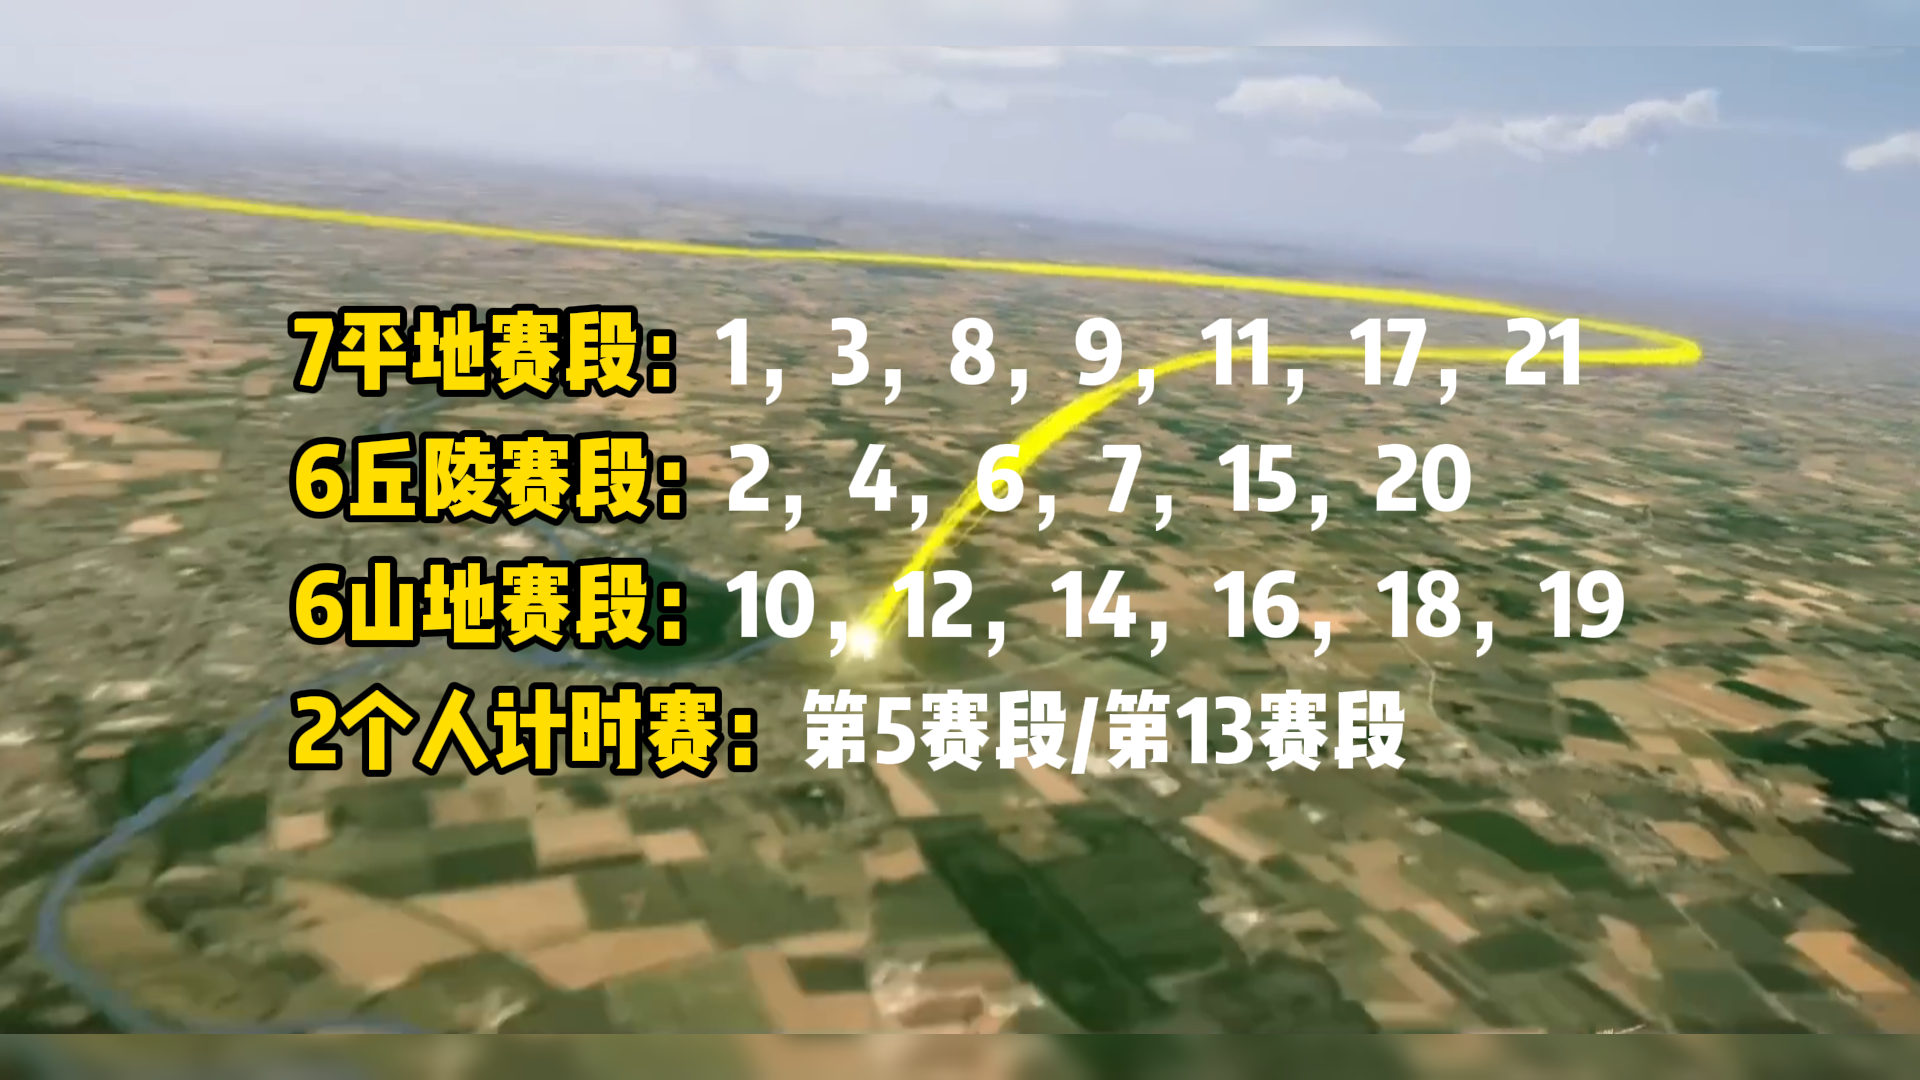 7平地赛段：1，3，8，9，11，17，21
6丘陵赛段：2，4，6，7，15，20
6山地赛段：10，12，14，16，18，19
2个人计时赛：第5赛段/第13赛段